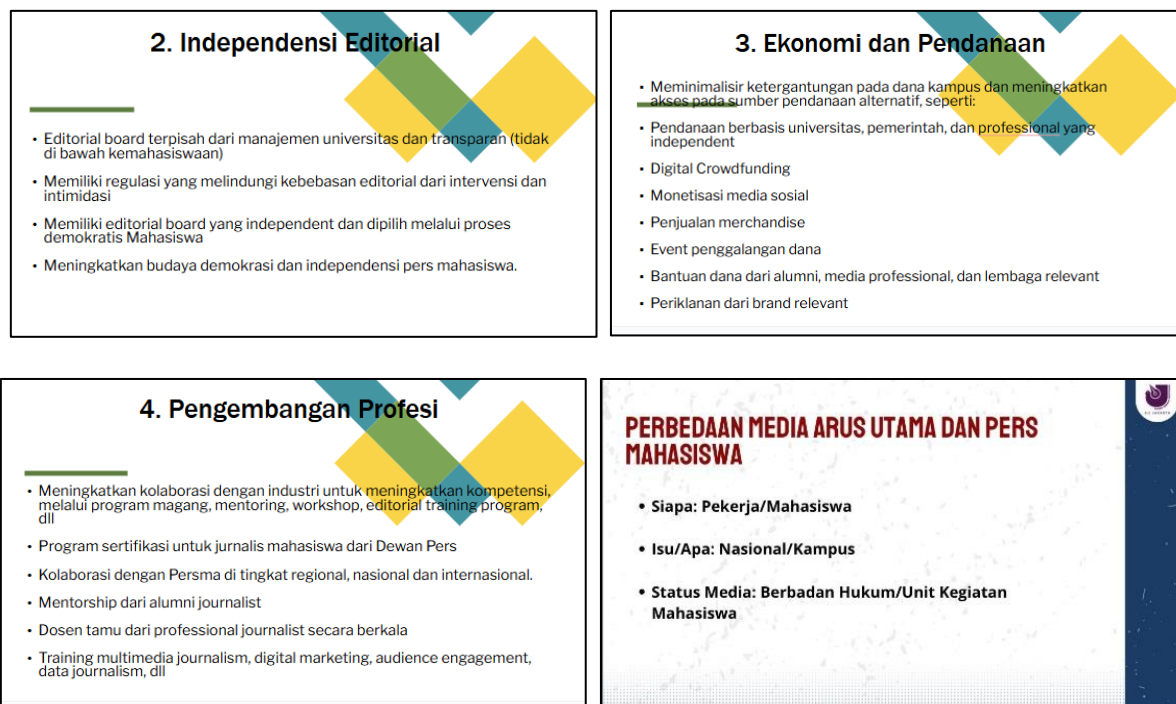 2. Independensi Editorial
• Editorial board terpisah dari manajemen universitas dan transparan (tidak
di bawah kemahasiswaan)
• Memiliki regulasi yang melindungi kebebasan editorial dari intervensi dan
intimidasi
• Memiliki editorial board yang independent dan dipilih melalui proses
demokratis Mahasiswa
• Meningkatkan budaya demokrasi dan independensi pers mahasiswa.
3. Ekonomi dan Pendanaan
▪ Meminimalisir ketergantungan pada dana kampus dan meningkatkan
akses pada sumber pendanaan alternatif, seperti:
▪ Pendanaan berbasis universitas, pemerintah, dan professional yang
independent
▪ Digital Crowdfunding
▪ Monetisasi media sosial
▪ Penjualan merchandise
▪ Event penggalangan dana
▪ Bantuan dana dari alumni, media professional, dan lembaga relevant
▪ Periklanan dari brand relevant
4. Pengembangan Profesi
• Meningkatkan kolaborasi dengan industri untuk meningkatkan kompetensi,
melalui program magang, mentoring, workshop, editorial training program,
dll
• Program sertifikasi untuk jurnalis mahasiswa dari Dewan Pers
• Kolaborasi dengan Persma di tingkat regional, nasional dan internasional.
• Mentorship dari alumni journalist
• Dosen tamu dari professional journalist secara berkala
• Training multimedia journalism, digital marketing, audience engagement,
data journalism, dll
PERBEDAAN MEDIA ARUS UTAMA DAN PERS
MAHASISWA
• Siapa: Pekerja/Mahasiswa
• Isu/Apa: Nasional/Kampus
• Status Media: Berbadan Hukum/Unit Kegiatan
Mahasiswa